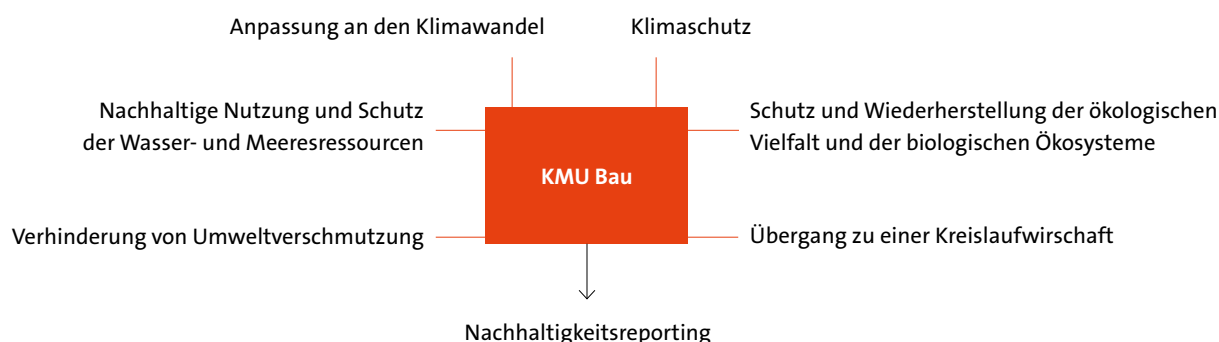 Anpassung an den Klimawandel
Klimaschutz
Nachhaltige Nutzung und Schutz
der Wasser- und Meeresressourcen
Schutz und Wiederherstellung der ökologischen
Vielfalt und der biologischen Ökosysteme
KMU Bau
Verhinderung von Umweltverschmutzung
Übergang zu einer Kreislaufwirtschaft
Nachhaltigkeitsreporting